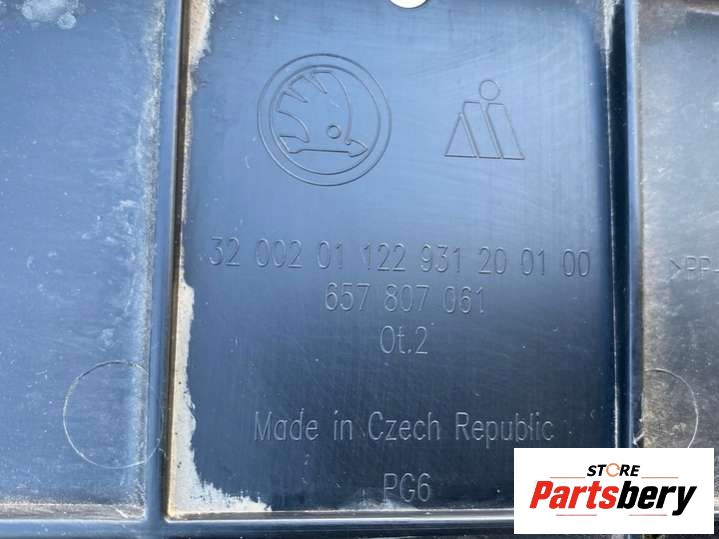 32 002 01 122 931 20 01 00
657 807 061
Ot.2
Made in Czech Republic
PG6
>PP
STORE
Partsbery